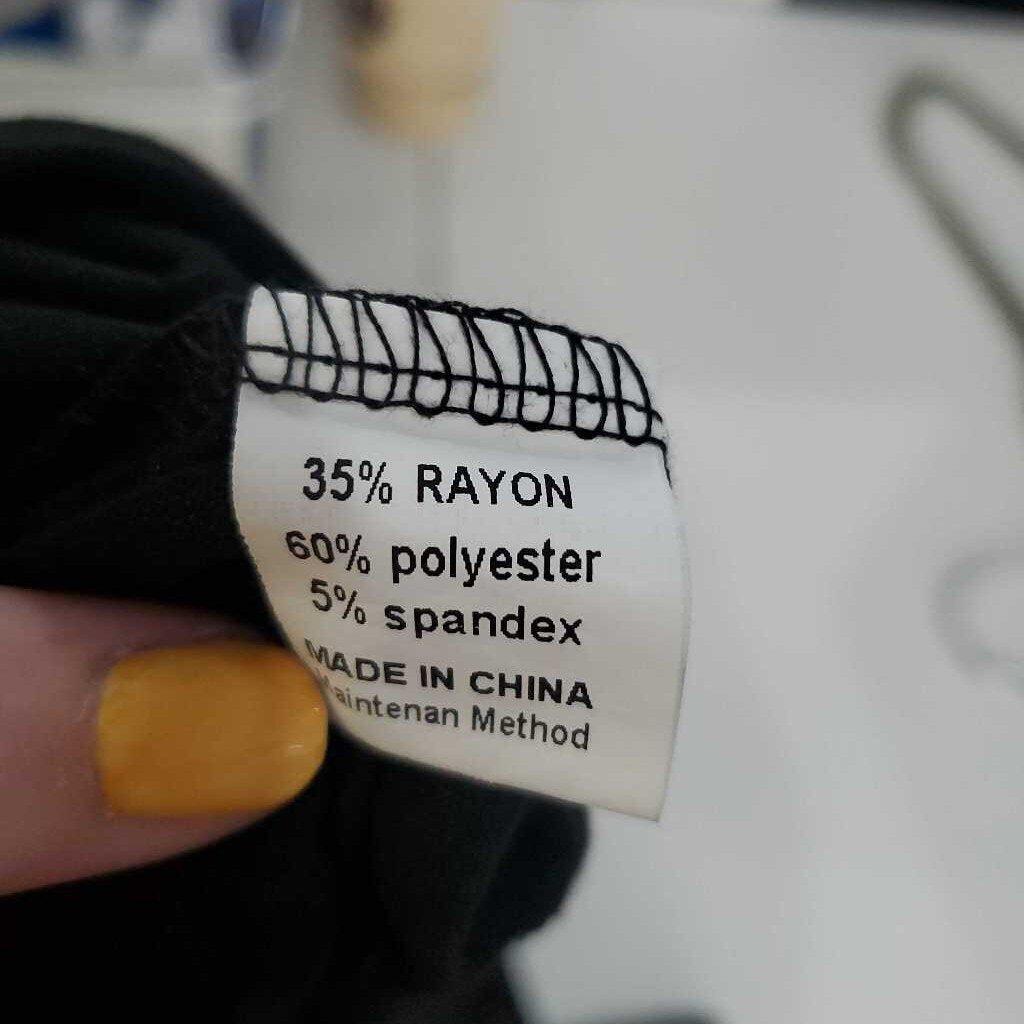 35% RAYON
60% polyester
5% spandex
MADE IN CHINA
Maintenan Method